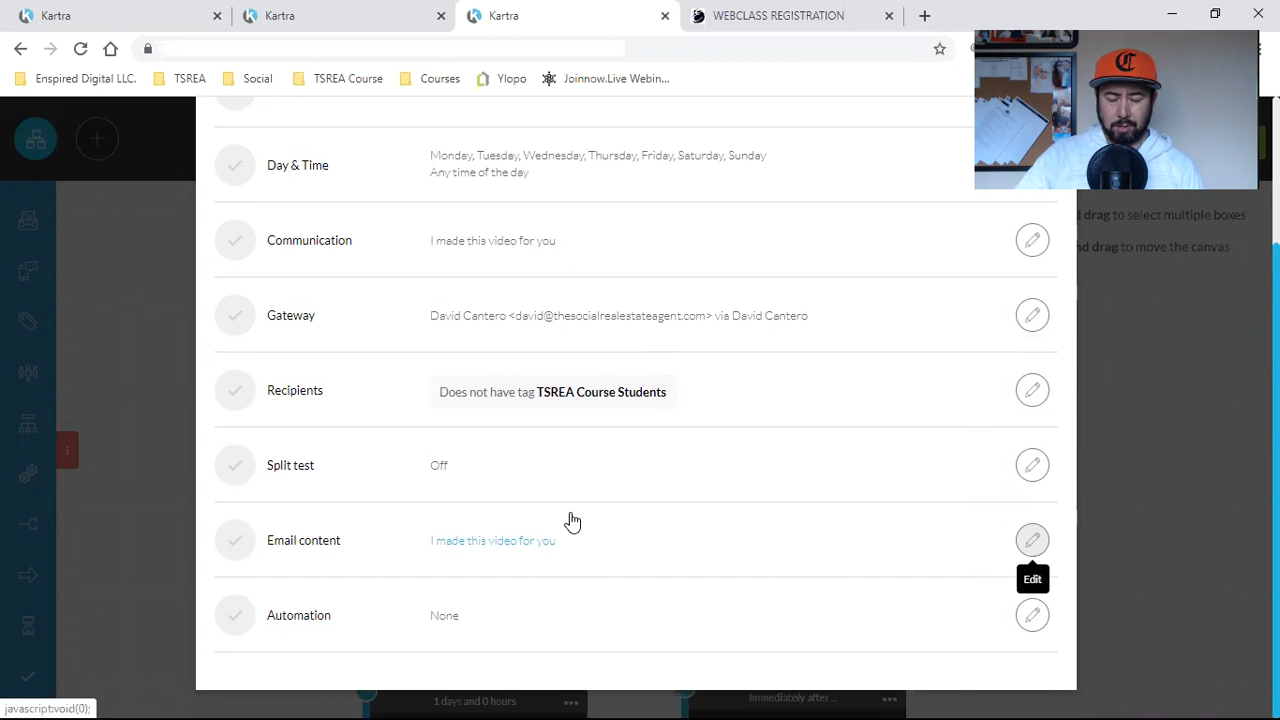 Kartra
Kartra
Kartra
WEBCLASS REGISTRATION
Enspired Digital LLC.
TSREA
Social
TSREA Course
Courses
Ylopo
Joinnow.Live Webin...
Day & Time
Monday, Tuesday, Wednesday, Thursday, Friday, Saturday, Sunday
Any time of the day
d drag to select multiple boxes
Communication
I made this video for you
nd drag to move the canvas
Gateway
David Cantero <david@thesocialrealestateagent.com> via David Cantero
Recipients
Does not have tag TSREA Course Students
Split test
Off
Email content
I made this video for you
Edit
Automation
None
1 days and 0 hours
Immediately after ...
javascript:void(0);